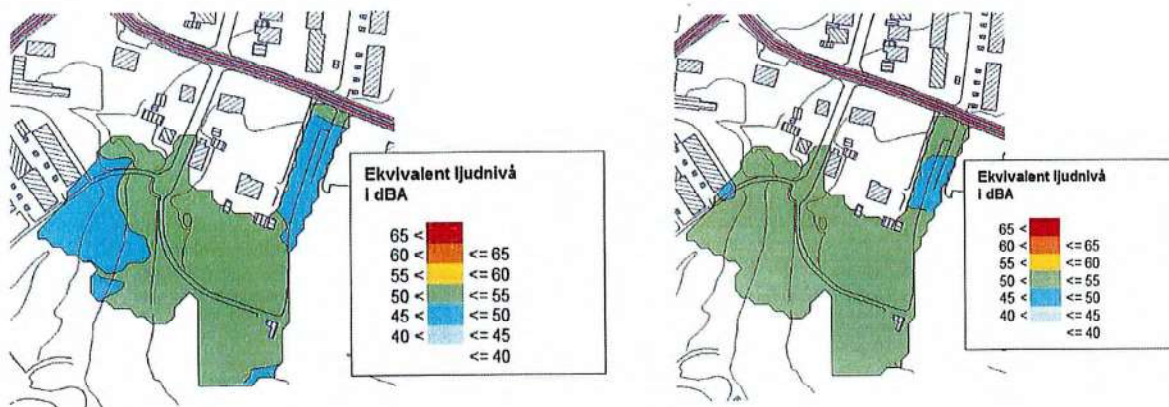 Ekvivalent ljudnivå
i dBA
65 <
60 < <= 65
55 < <= 60
50 < <= 55
45 < <= 50
40 < <= 45
<= 40
Ekvivalent ljudnivå
i dBA
65 <
60 < <= 65
55 < <= 60
50 < <= 55
45 < <= 50
40 < <= 45
<= 40